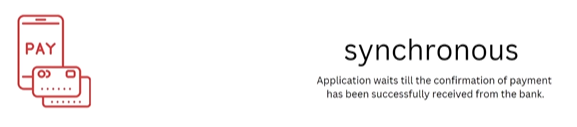 PAY
synchronous
Application waits till the confirmation of payment
has been successfully received from the bank.